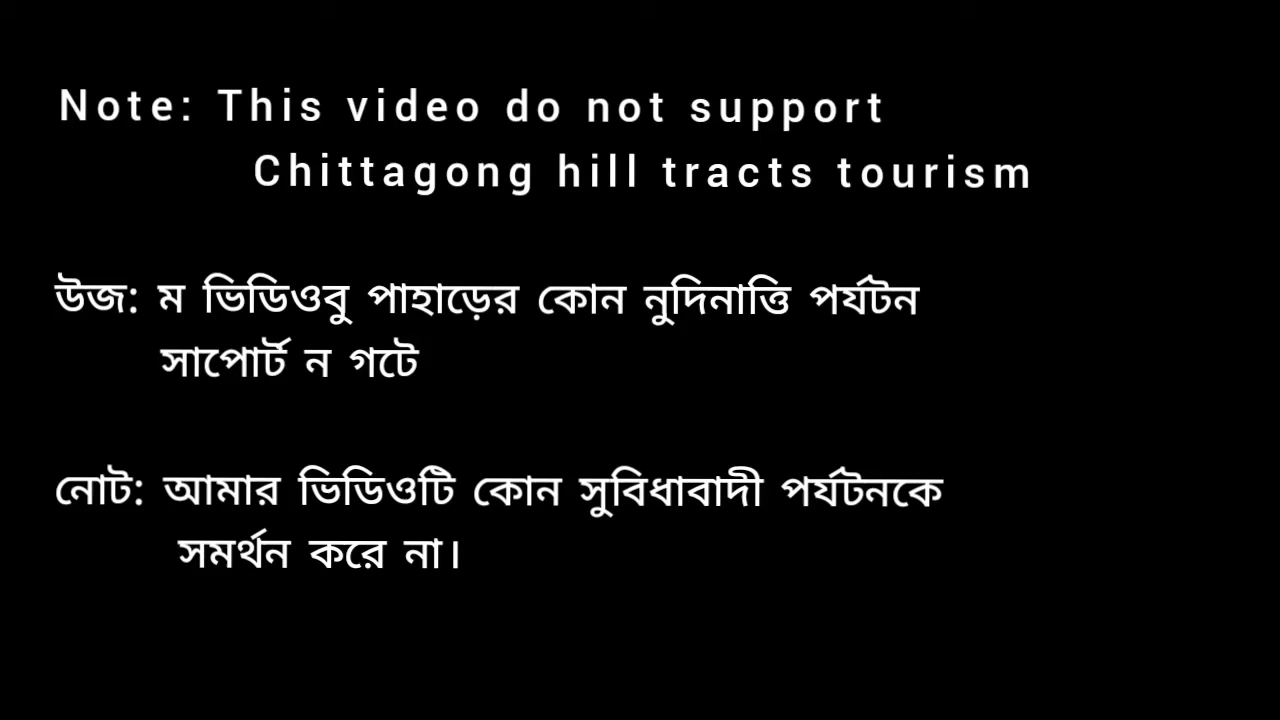 Note: This video do not support
Chittagong hill tracts tourism
উজ: ম ভিডিওবু পাহাড়ের কোন নুদিনাত্তি পর্যটন
সাপোর্ট ন গটে
নোট: আমার ভিডিওটি কোন সুবিধাবাদী পর্যটনকে
সমর্থন করে না।